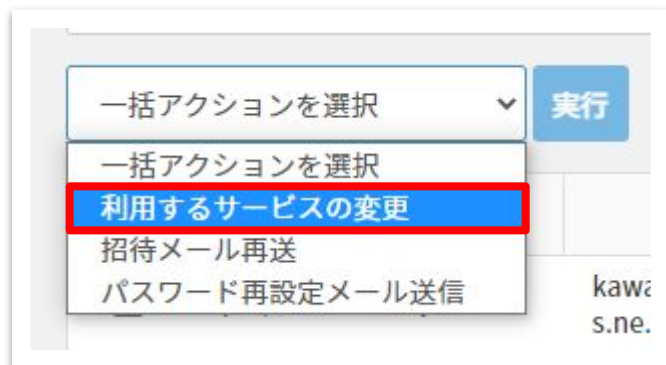 一括アクションを選択
実行
一括アクションを選択
利用するサービスの変更
招待メール再送
パスワード再設定メール送信
kawa
s.ne.